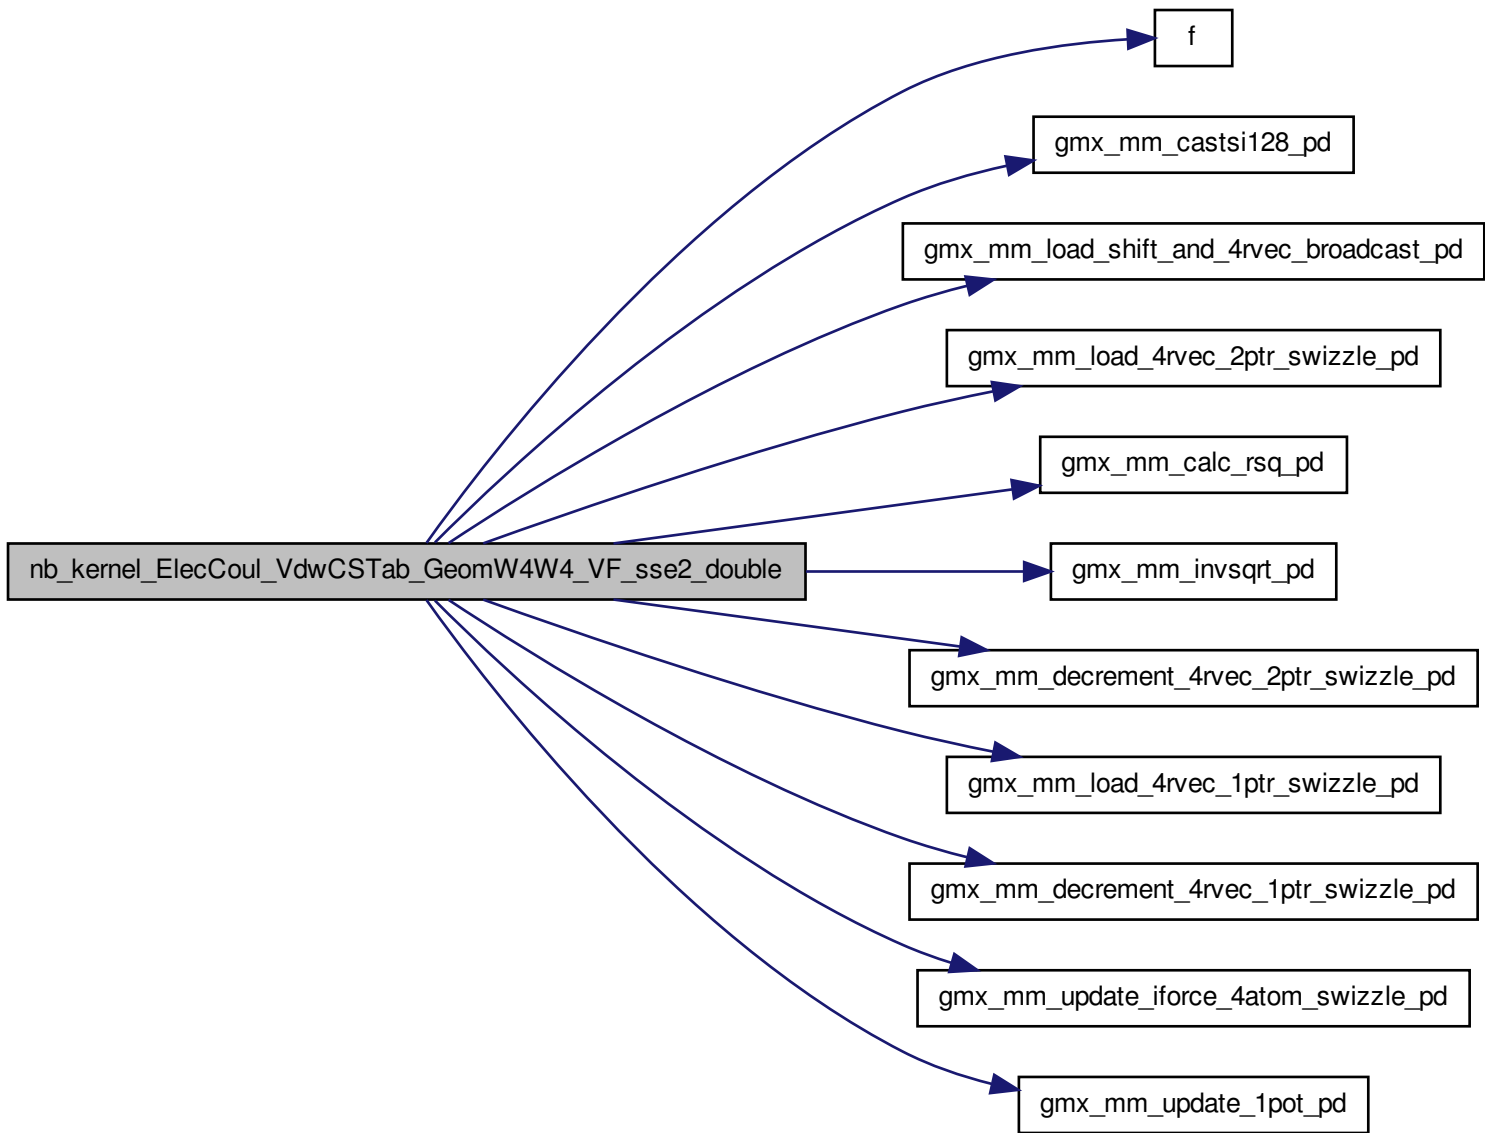 f
gmx_mm_castsi128_pd
gmx_mm_load_shift_and_4rvec_broadcast_pd
gmx_mm_load_4rvec_2ptr_swizzle_pd
gmx_mm_calc_rsq_pd
nb_kernel_ElecCoul_VdwCSTab_GeomW4W4_VF_sse2_double
gmx_mm_invsqrt_pd
gmx_mm_decrement_4rvec_2ptr_swizzle_pd
gmx_mm_load_4rvec_1ptr_swizzle_pd
gmx_mm_decrement_4rvec_1ptr_swizzle_pd
gmx_mm_update_iforce_4atom_swizzle_pd
gmx_mm_update_1pot_pd